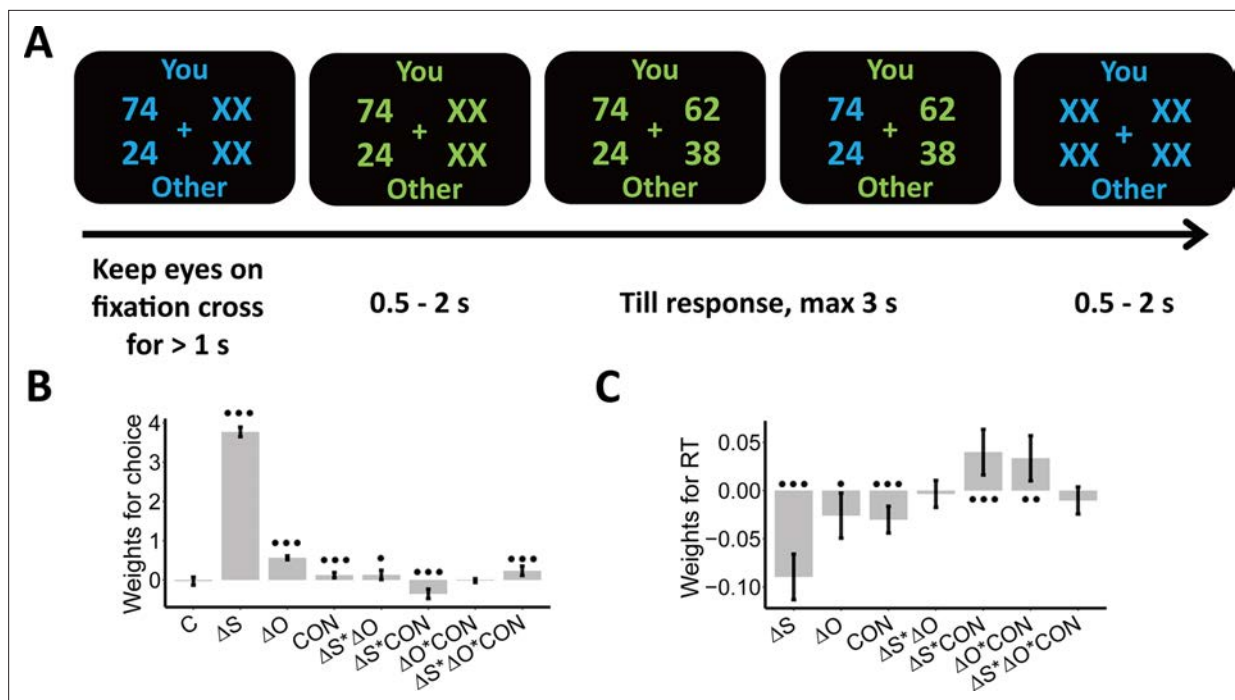 A
You
74 XX
+
24 XX
Other
You
74 XX
+
24 XX
Other
You
74 62
+
24 38
Other
You
74 62
+
24 38
Other
You
XX XX
+
XX XX
Other
Keep eyes on
fixation cross
for > 1 s
0.5 - 2 s
Till response, max 3 s
0.5 - 2 s
B
Weights for choice
4
3
2
1
0
C
ΔS
ΔO
CON
ΔS*ΔO
ΔS*CON
ΔO*CON
ΔS*ΔO*CON
C
Weights for RT
0.05
0.00
−0.05
−0.10
ΔS
ΔO
CON
ΔS*ΔO
ΔS*CON
ΔO*CON
ΔS*ΔO*CON